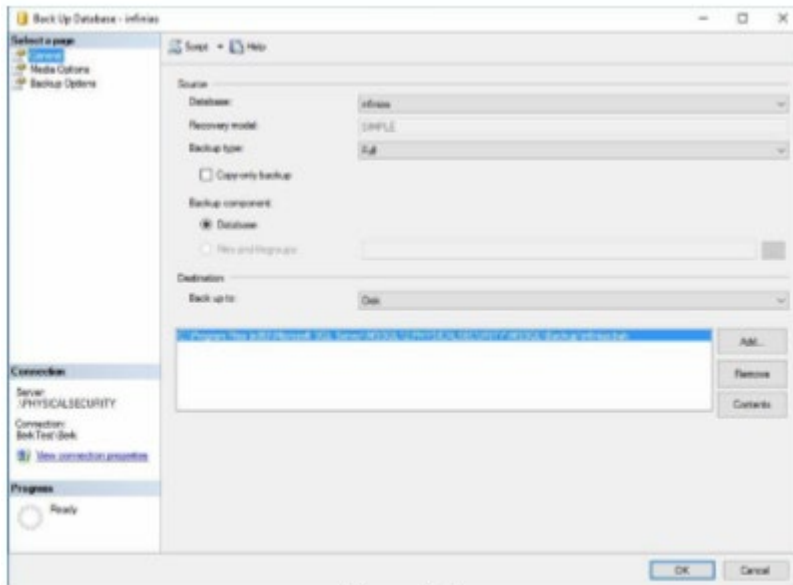 Back Up Database - infinias
Select a page
General
Media Options
Backup Options
Script
Help
Source
Database:
infinias
Recovery model:
SIMPLE
Backup type:
Full
Copy-only backup
Backup component:
Database
Files and filegroups:
Destination
Back up to:
Disk
Add...
Remove
Contents
Connection
Server:
.\PHYSICALSECURITY
Connection:
View connection properties
Progress
Ready
OK
Cancel